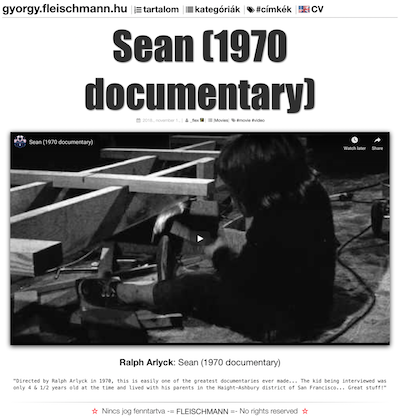 gyorgy.fleischmann.hu | tartalom | kategóriák | #címkék | CV
Sean (1970
documentary)
2016., november 1. | _flex | (Movies) #movie #video
Sean (1970 documentary)
Watch later Share
Ralph Arlyck: Sean (1970 documentary)
"Directed by Ralph Arlyck in 1970, this is easily one of the greatest documentaries ever made... The kid being interviewed was
only 4 & 1/2 years old at the time and lived with his parents in the Haight-Ashbury district of San Francisco... Great stuff!"
☆ Nincs jog fenntartva -= FLEISCHMANN =- No rights reserved ☆